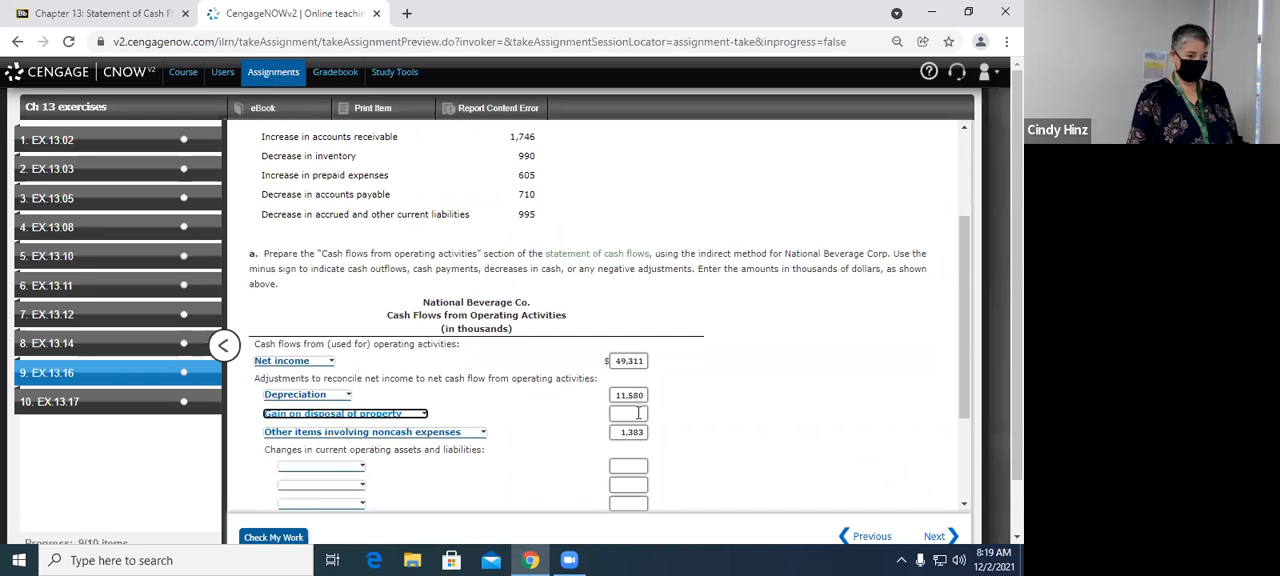 Chapter 13: Statement of Cash F
CengageNOWv2 | Online teachin
v2.cengagenow.com/ilrn/takeAssignment/takeAssignmentPreview.do?invoker=&takeAssignmentSessionLocator=assignment-take&inprogress=false
CENGAGE | CNOWV2 Course Users Assignments Gradebook Study Tools
Ch 13 exercises
eBook Print Item Report Content Error
1. EX.13.02
2. EX.13.03
3. EX.13.05
4. EX.13.08
5. EX.13.10
6. EX.13.11
7. EX.13.12
8. EX.13.14
9. EX.13.16
10. EX.13.17
Progress: 9/10 items
Increase in accounts receivable 1,746
Decrease in inventory 990
Increase in prepaid expenses 605
Decrease in accounts payable 710
Decrease in accrued and other current liabilities 995
a. Prepare the "Cash flows from operating activities" section of the statement of cash flows, using the indirect method for National Beverage Corp. Use the
minus sign to indicate cash outflows, cash payments, decreases in cash, or any negative adjustments. Enter the amounts in thousands of dollars, as shown
above.
National Beverage Co.
Cash Flows from Operating Activities
(in thousands)
Cash flows from (used for) operating activities:
Net income $ 49,311
Adjustments to reconcile net income to net cash flow from operating activities:
Depreciation 11,580
Gain on disposal of property
Other items involving noncash expenses 1,383
Changes in current operating assets and liabilities:
Check My Work
Previous Next
Cindy Hinz
Type here to search
8:19 AM
12/2/2021